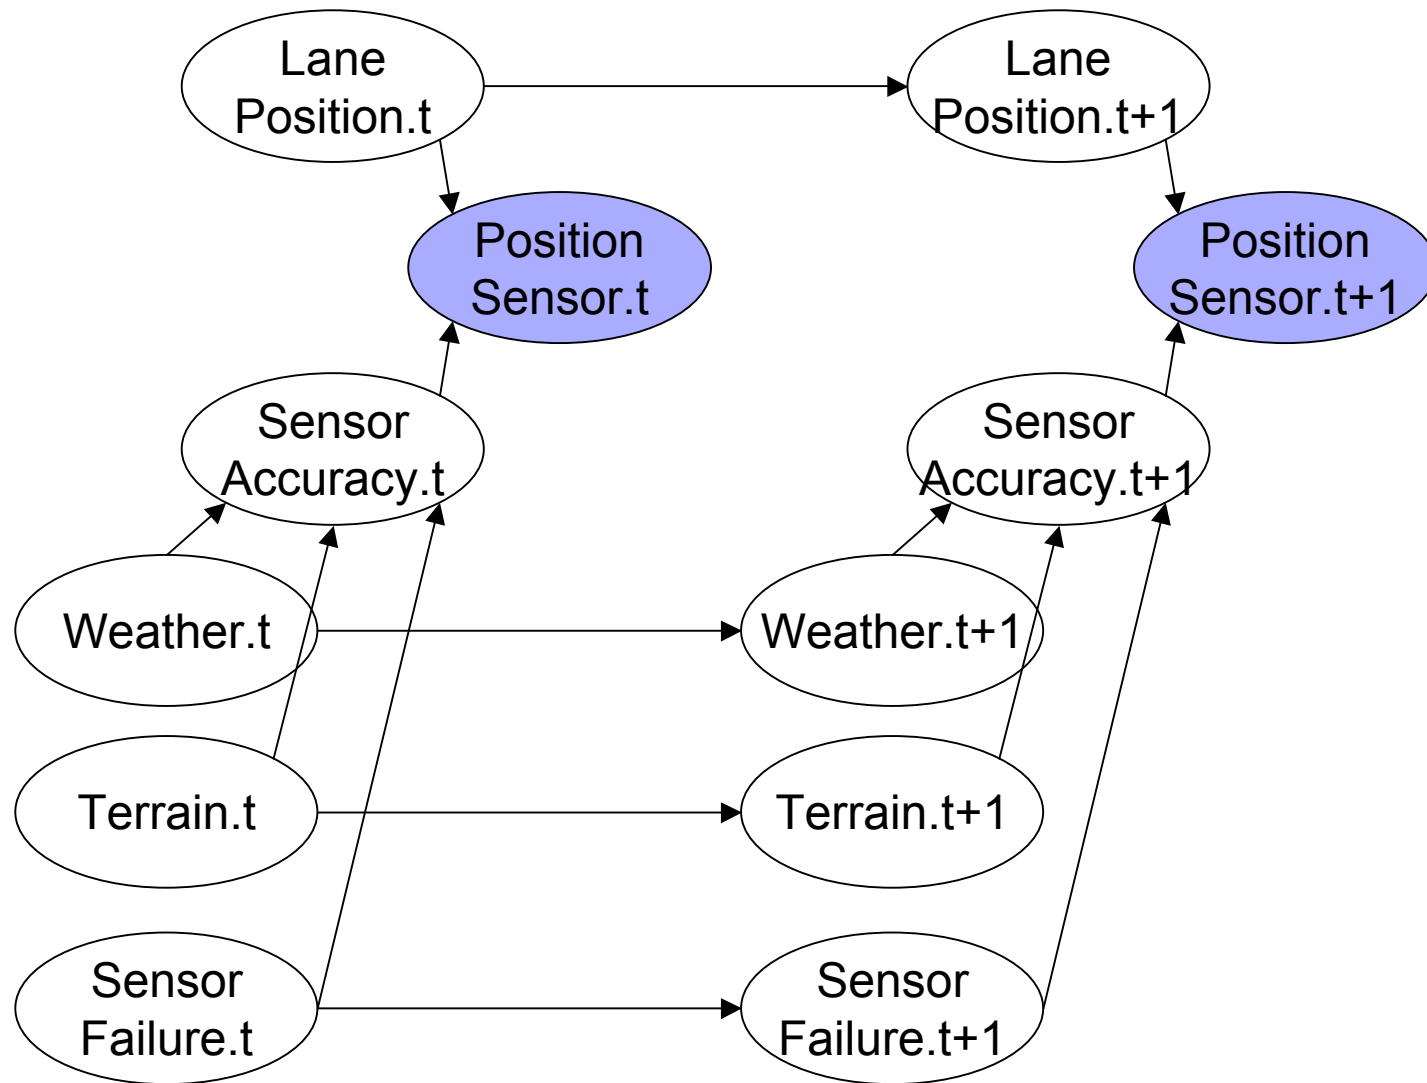 Lane
Position.t
Lane
Position.t+1
Position
Sensor.t
Position
Sensor.t+1
Sensor
Accuracy.t
Sensor
Accuracy.t+1
Weather.t
Weather.t+1
Terrain.t
Terrain.t+1
Sensor
Failure.t
Sensor
Failure.t+1